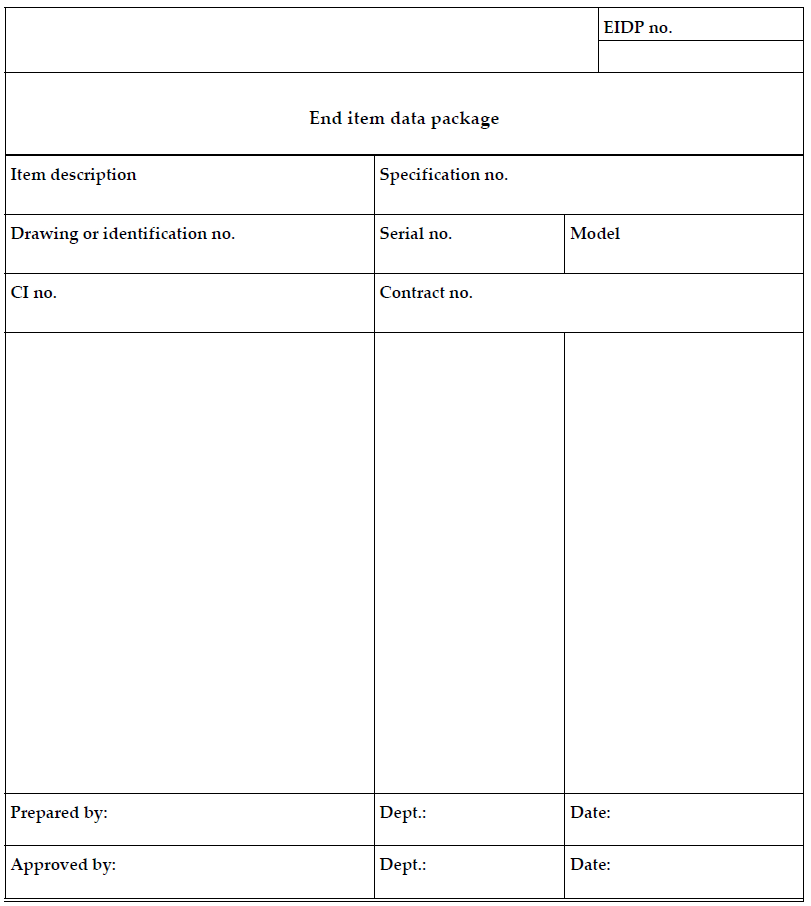 EIDP no.
End item data package
Item description
Specification no.
Drawing or identification no.
Serial no.
Model
CI no.
Contract no.
Prepared by:
Dept.:
Date:
Approved by:
Dept.:
Date: